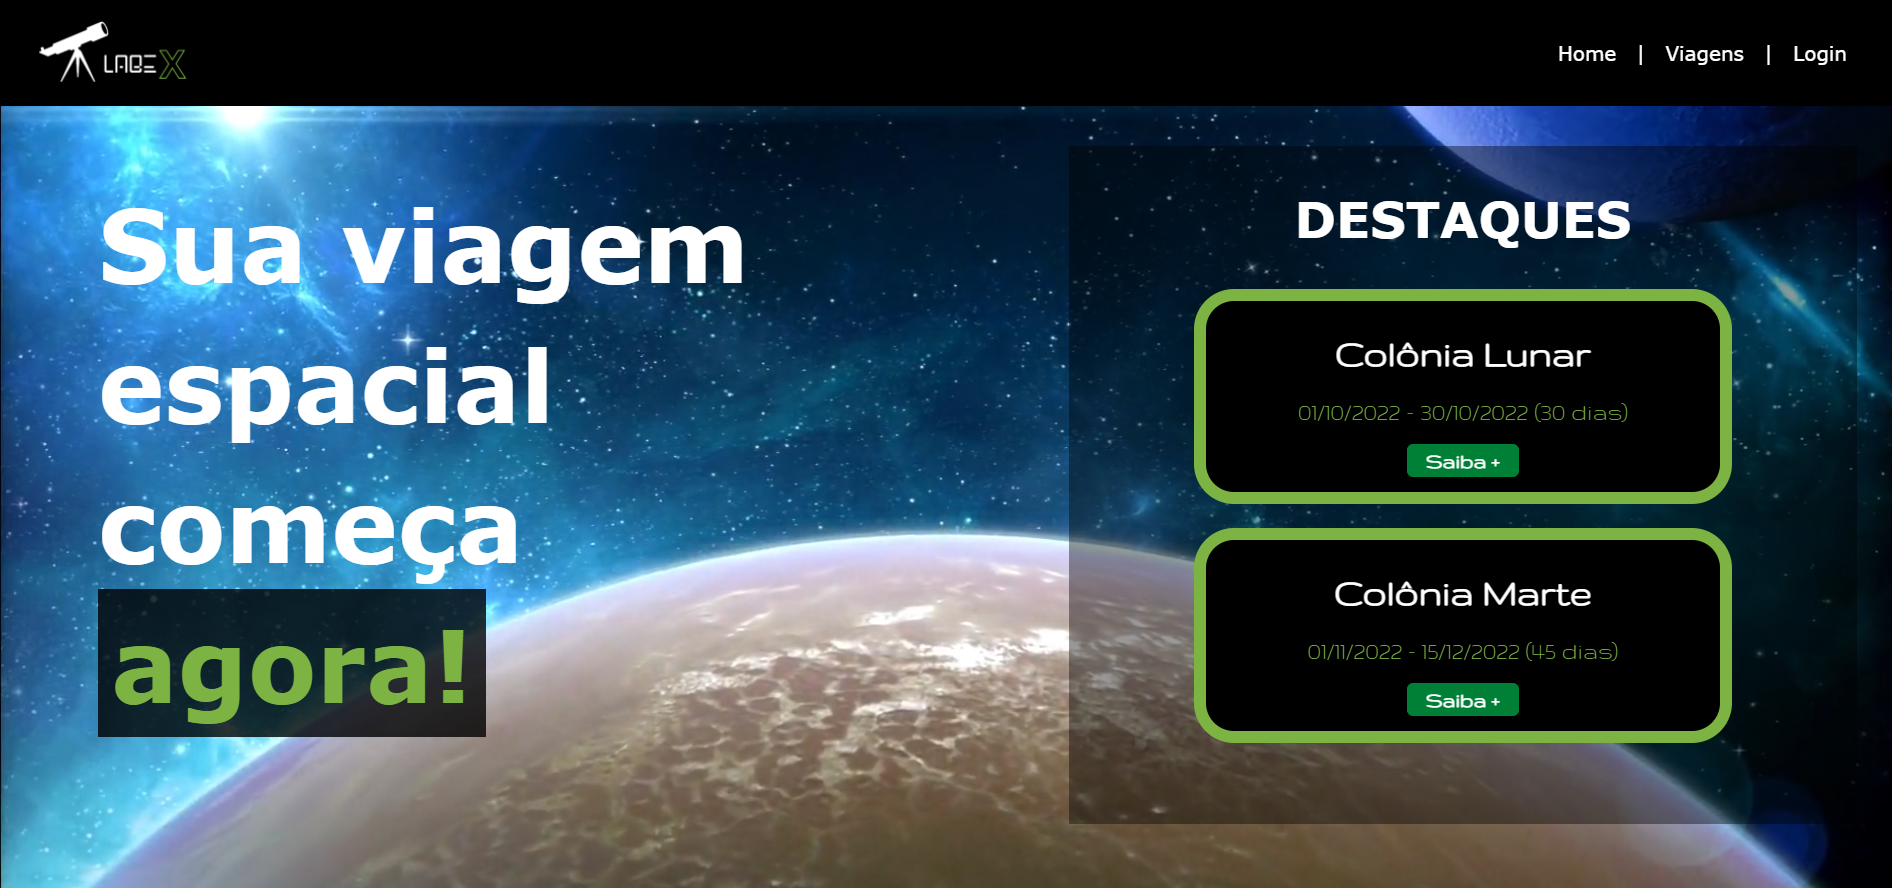 LABEX
Home | Viagens | Login
Sua viagem
espacial
começa
agora!
DESTAQUES
Colônia Lunar
01/10/2022 - 30/10/2022 (30 dias)
Saiba +
Colônia Marte
01/11/2022 - 15/12/2022 (45 dias)
Saiba +